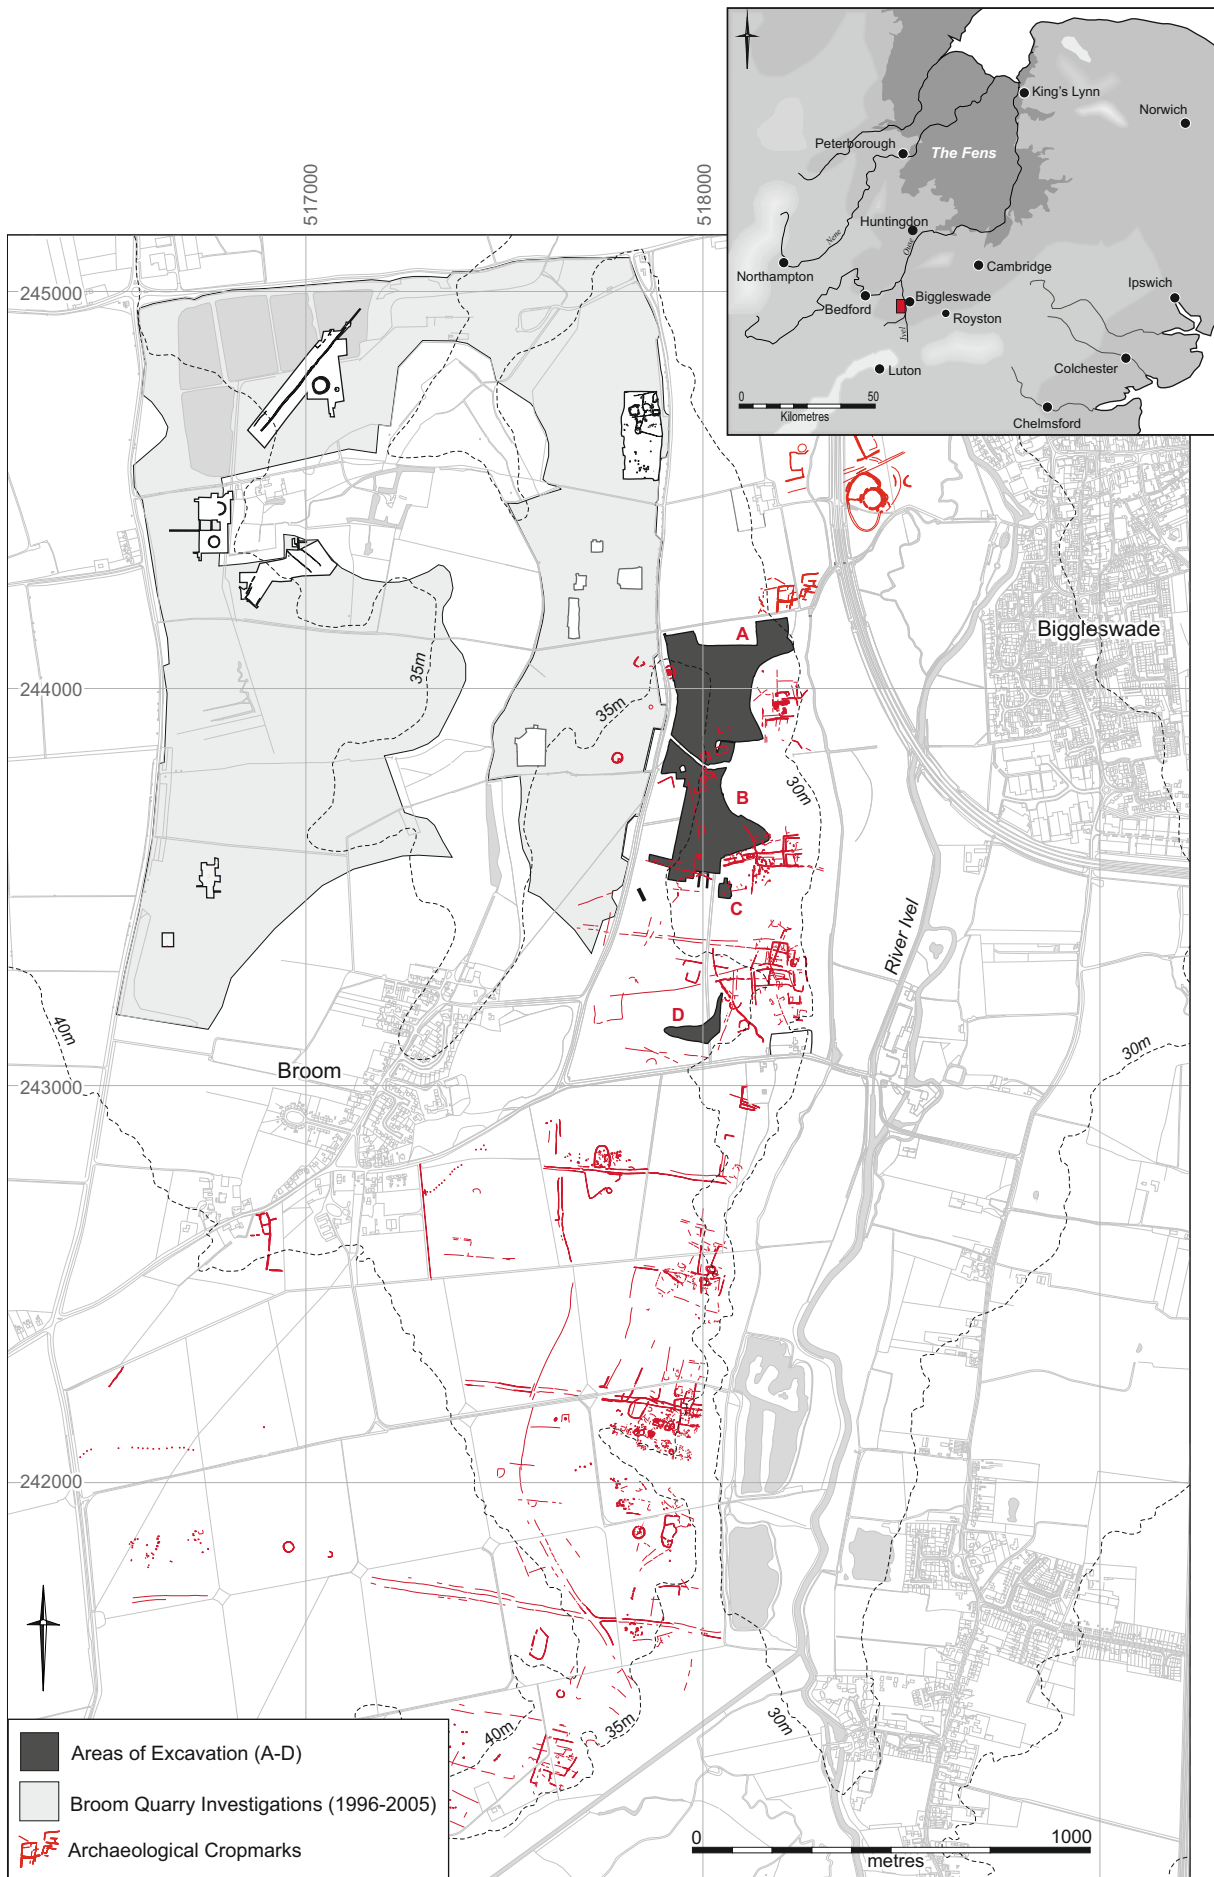 King's Lynn
Norwich
Peterborough
The Fens
Huntingdon
Nene
Ouse
Cambridge
Northampton
Ipswich
Bedford
Biggleswade
Royston
Ivel
Luton
Colchester
Chelmsford
0 50
Kilometres
517000
518000
245000
A
Biggleswade
35m
244000
35m
30m
B
C
River Ivel
D
40m
30m
Broom
243000
242000
40m
35m
30m
Areas of Excavation (A-D)
Broom Quarry Investigations (1996-2005)
Archaeological Cropmarks
0 1000
metres